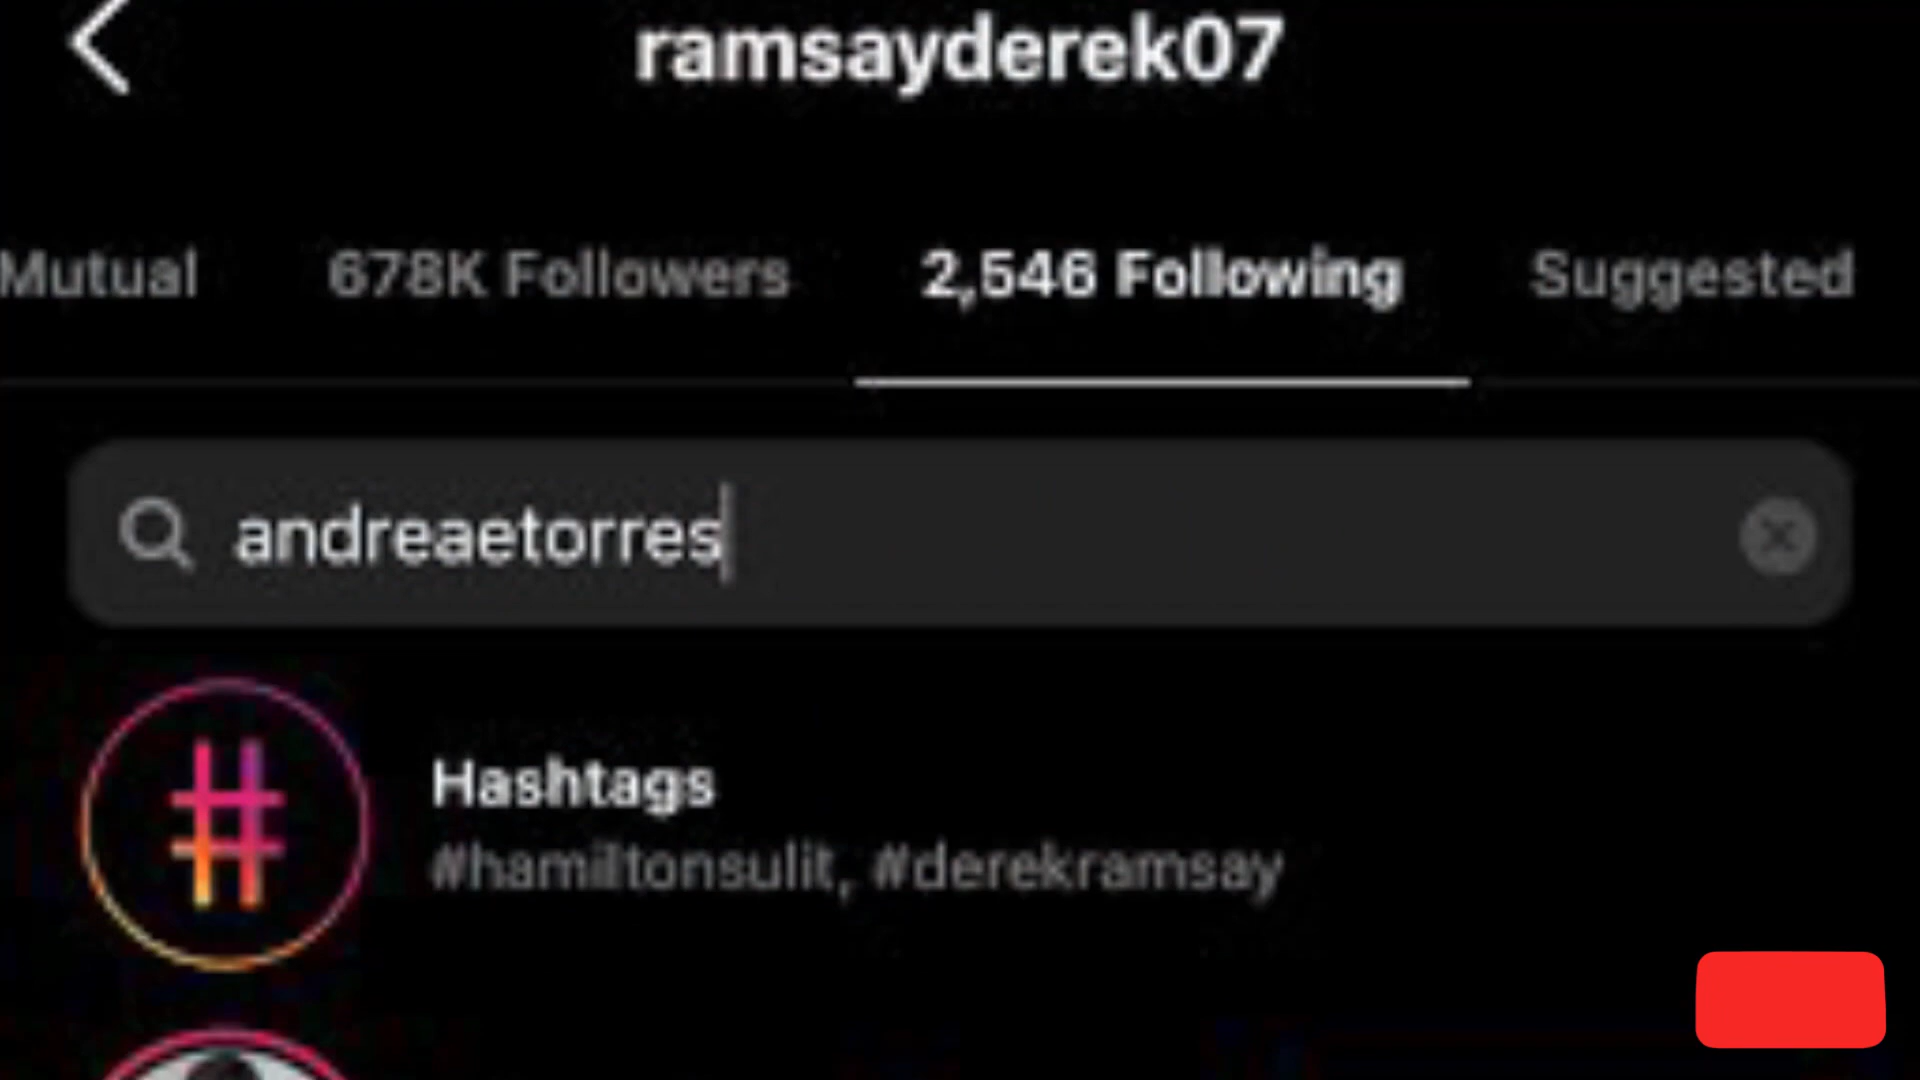 ramsayderek07
Mutual 678K Followers 2,546 Following Suggested
andreaetorres
Hashtags
#hamiltonsulit, #derekramsay